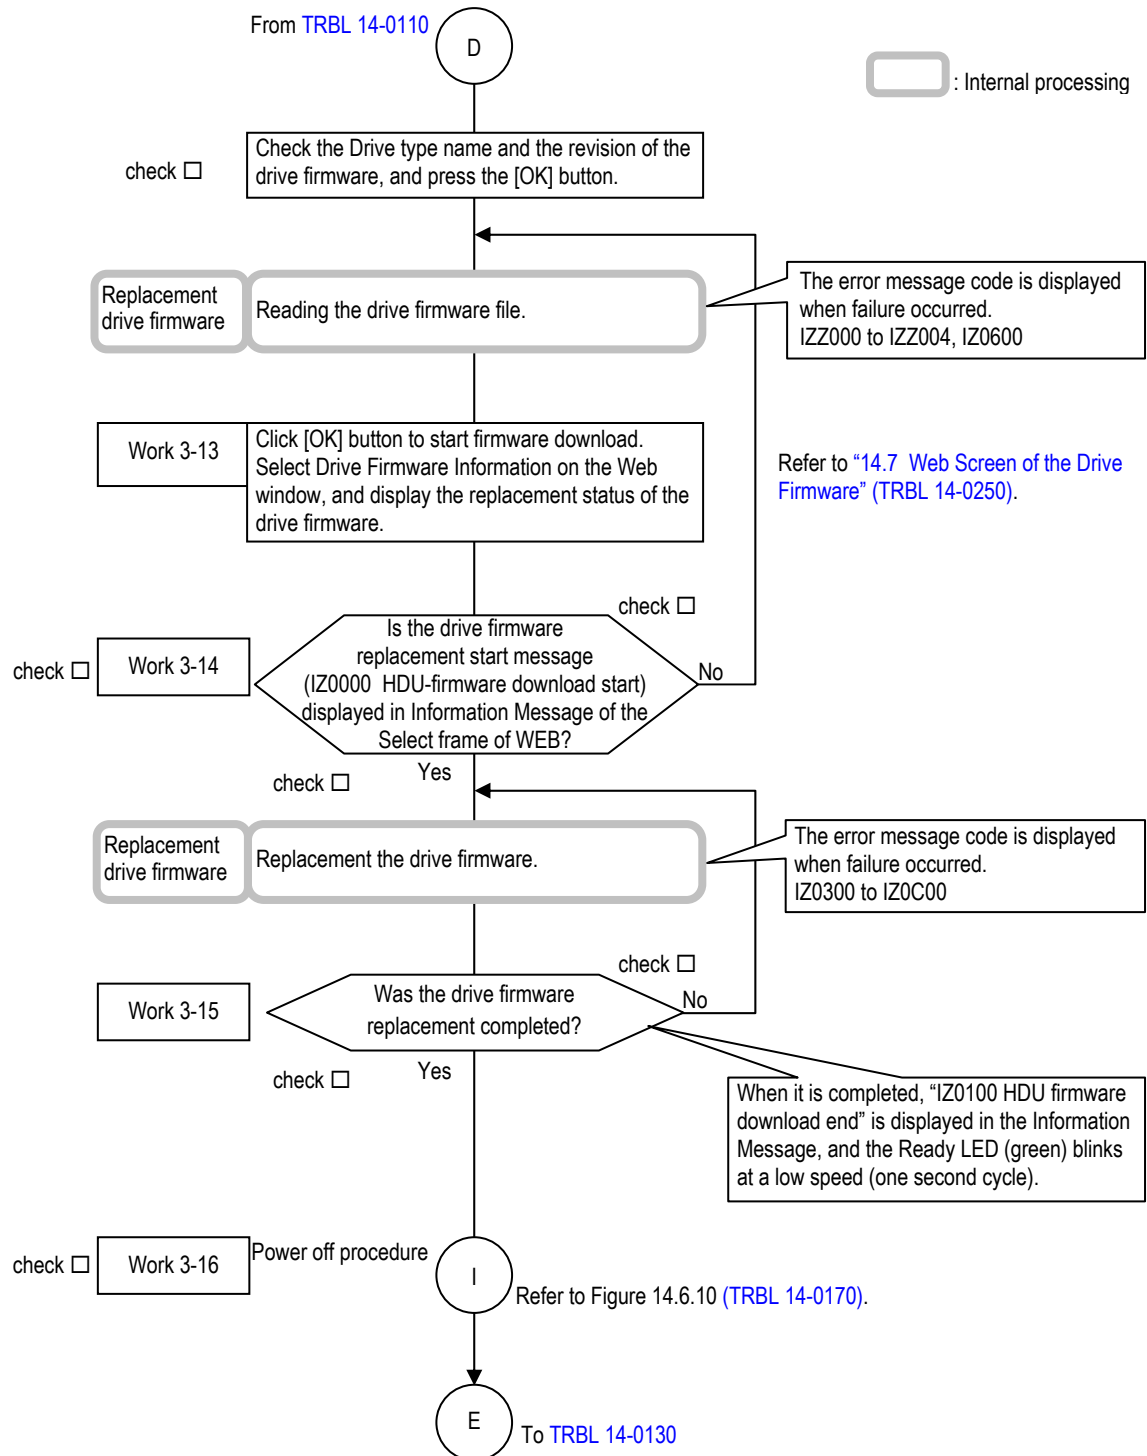 From TRBL 14-0110
D
: Internal processing
check ☐
Check the Drive type name and the revision of the
drive firmware, and press the [OK] button.
Replacement
drive firmware
Reading the drive firmware file.
The error message code is displayed
when failure occurred.
IZZ000 to IZZ004, IZ0600
Work 3-13
Click [OK] button to start firmware download.
Select Drive Firmware Information on the Web
window, and display the replacement status of the
drive firmware.
Refer to “14.7 Web Screen of the Drive
Firmware” (TRBL 14-0250).
check ☐
check ☐
Work 3-14
Is the drive firmware
replacement start message
(IZ0000 HDU-firmware download start)
displayed in Information Message of the
Select frame of WEB?
No
check ☐
Yes
Replacement
drive firmware
Replacement the drive firmware.
The error message code is displayed
when failure occurred.
IZ0300 to IZ0C00
check ☐
Work 3-15
Was the drive firmware
replacement completed?
No
check ☐
Yes
When it is completed, “IZ0100 HDU firmware
download end” is displayed in the Information
Message, and the Ready LED (green) blinks
at a low speed (one second cycle).
check ☐
Work 3-16
Power off procedure
I
Refer to Figure 14.6.10 (TRBL 14-0170).
E
To TRBL 14-0130